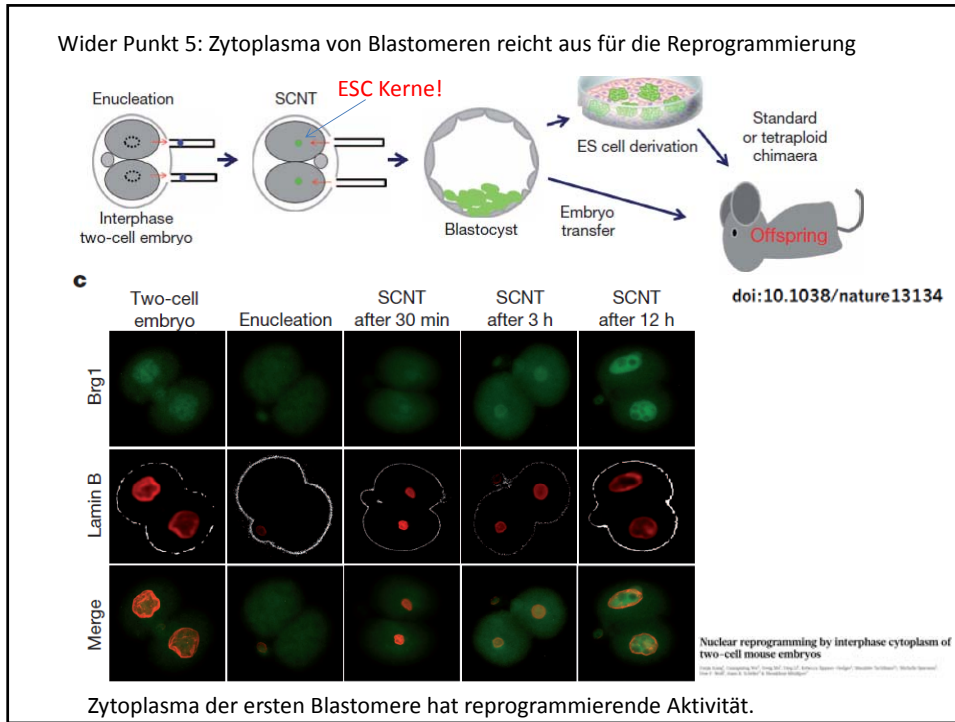 Wider Punkt 5: Zytoplasma von Blastomeren reicht aus für die Reprogrammierung
ESC Kerne!
Enucleation
SCNT
Interphase
two-cell embryo
Blastocyst
ES cell derivation
Embryo
transfer
Standard
or tetraploid
chimaera
Offspring
doi:10.1038/nature13134
c
Two-cell
embryo
Enucleation
SCNT
after 30 min
SCNT
after 3 h
SCNT
after 12 h
Brg1
Lamin B
Merge
Nuclear reprogramming by interphase cytoplasm of
two-cell mouse embryos
Zytoplasma der ersten Blastomere hat reprogrammierende Aktivität.